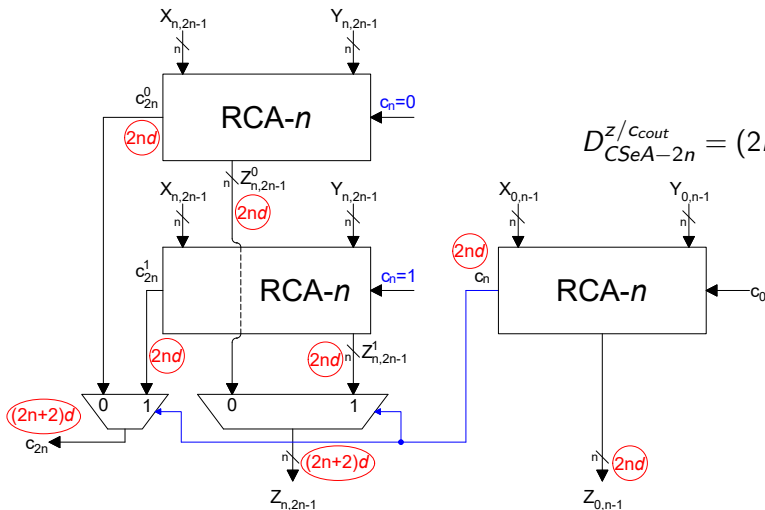 X_{n,2n-1}
Y_{n,2n-1}
n
n
c^0_{2n}
RCA-n
c_n=0
2nd
n Z^0_{n,2n-1}
2nd
D^{z/c_{cout}}_{CSeA-2n} = (2
X_{n,2n-1}
Y_{n,2n-1}
n
n
X_{0,n-1}
Y_{0,n-1}
n
n
c^1_{2n}
RCA-n
c_n=1
2nd
c_n
RCA-n
c_0
2nd
2nd
n Z^1_{n,2n-1}
0 1
0 1
(2n+2)d
c_{2n}
n
(2n+2)d
Z_{n,2n-1}
n
2nd
Z_{0,n-1}